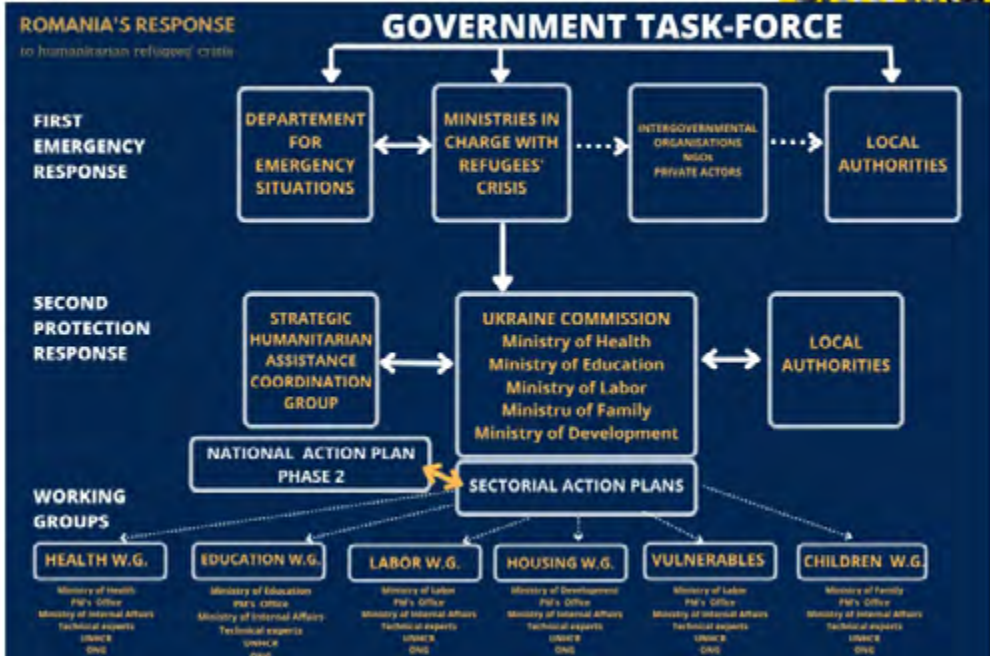 ROMANIA'S RESPONSE
to humanitarian refugees' crisis
GOVERNMENT TASK-FORCE
FIRST
EMERGENCY
RESPONSE
DEPARTEMENT
FOR
EMERGENCY
SITUATIONS
MINISTRIES IN
CHARGE WITH
REFUGEES'
CRISIS
INTERGOVERNMENTAL
ORGANISATIONS
NGOs
PRIVATE ACTORS
LOCAL
AUTHORITIES
SECOND
PROTECTION
RESPONSE
STRATEGIC
HUMANITARIAN
ASSISTANCE
COORDINATION
GROUP
UKRAINE COMMISSION
Ministry of Health
Ministry of Education
Ministry of Labor
Ministru of Family
Ministry of Development
LOCAL
AUTHORITIES
NATIONAL ACTION PLAN
PHASE 2
SECTORIAL ACTION PLANS
WORKING
GROUPS
HEALTH W.G.
Ministry of Health
PM's Office
Ministry of Internal Affairs
Technical experts
UNHCR
ONG
EDUCATION W.G.
Ministry of Education
PM's Office
Ministry of Internal Affairs
Technical experts
UNHCR
ONG
LABOR W.G.
Ministry of Labor
PM's Office
Ministry of Internal Affairs
Technical experts
UNHCR
ONG
HOUSING W.G.
Ministry of Development
PM's Office
Ministry of Internal Affairs
Technical experts
UNHCR
ONG
VULNERABLES
Ministry of Labor
PM's Office
Ministry of Internal Affairs
Technical experts
UNHCR
ONG
CHILDREN W.G.
Ministry of Family
PM's Office
Ministry of Internal Affairs
Technical experts
UNHCR
ONG